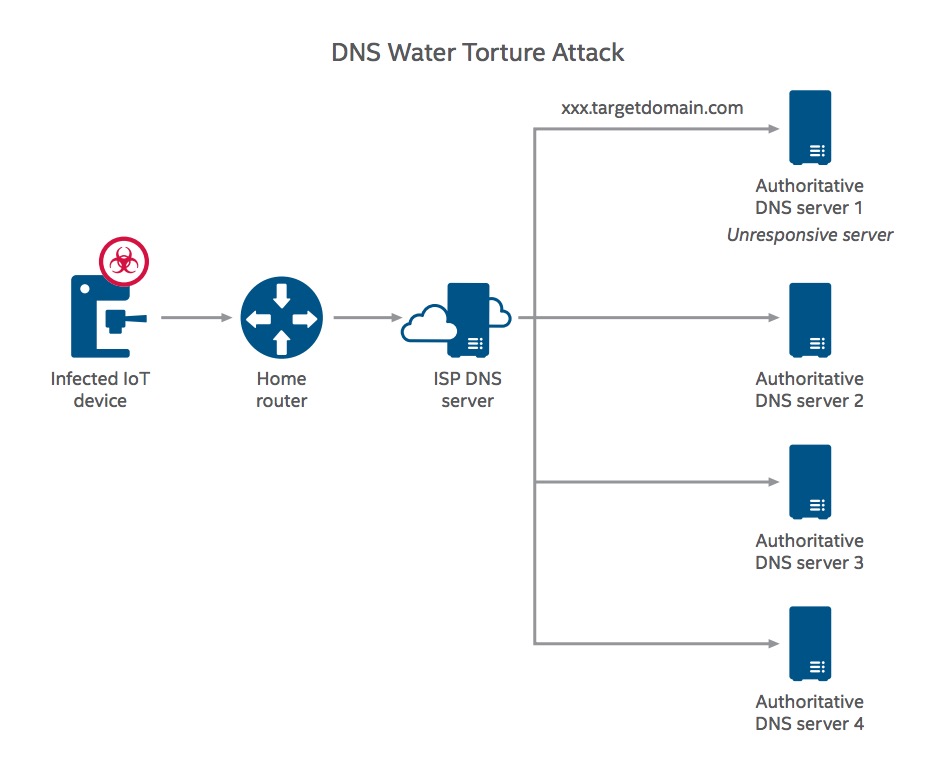 DNS Water Torture Attack
xxx.targetdomain.com
Authoritative
DNS server 1
Unresponsive server
Infected IoT
device
Home
router
ISP DNS
server
Authoritative
DNS server 2
Authoritative
DNS server 3
Authoritative
DNS server 4